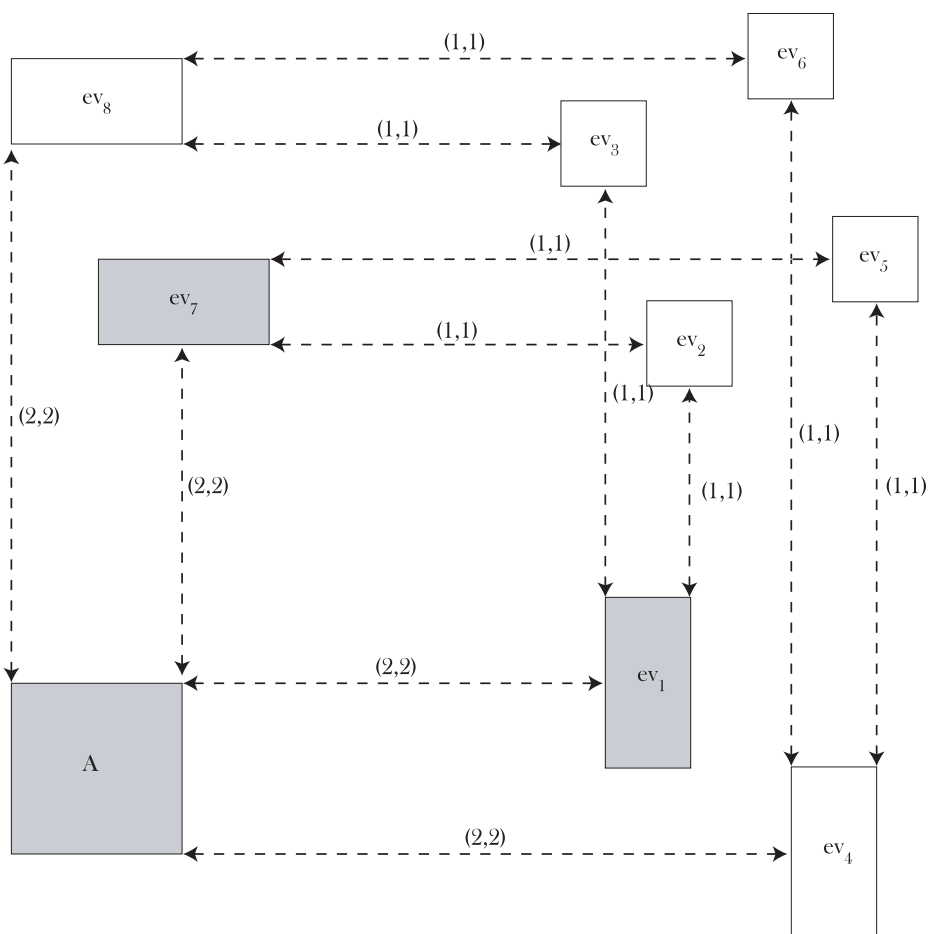 (1,1)
ev6
ev8
(1,1)
ev3
(1,1)
ev5
ev7
(1,1)
ev2
(1,1)
(2,2)
(1,1)
(2,2)
(1,1)
(1,1)
(2,2)
ev1
A
(2,2)
ev4